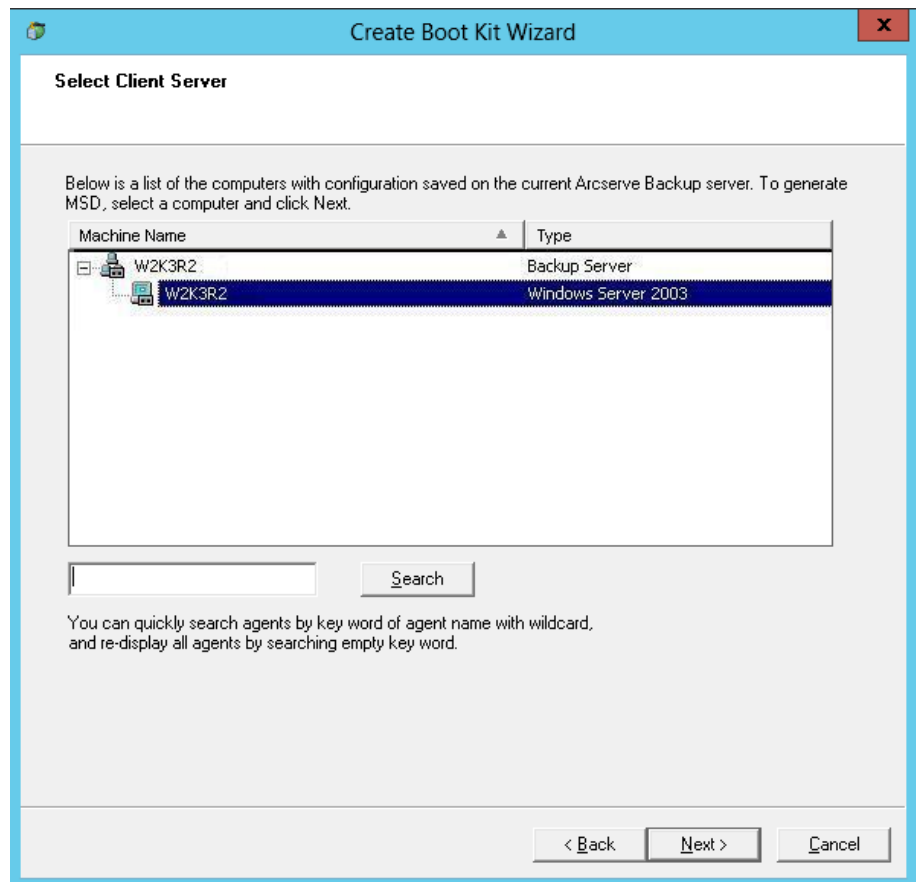 Create Boot Kit Wizard
x
Select Client Server
Below is a list of the computers with configuration saved on the current Arcserve Backup server. To generate
MSD, select a computer and click Next.
Machine Name Type
W2K3R2 Backup Server
W2K3R2 Windows Server 2003
Search
You can quickly search agents by key word of agent name with wildcard,
and re-display all agents by searching empty key word.
< Back Next > Cancel